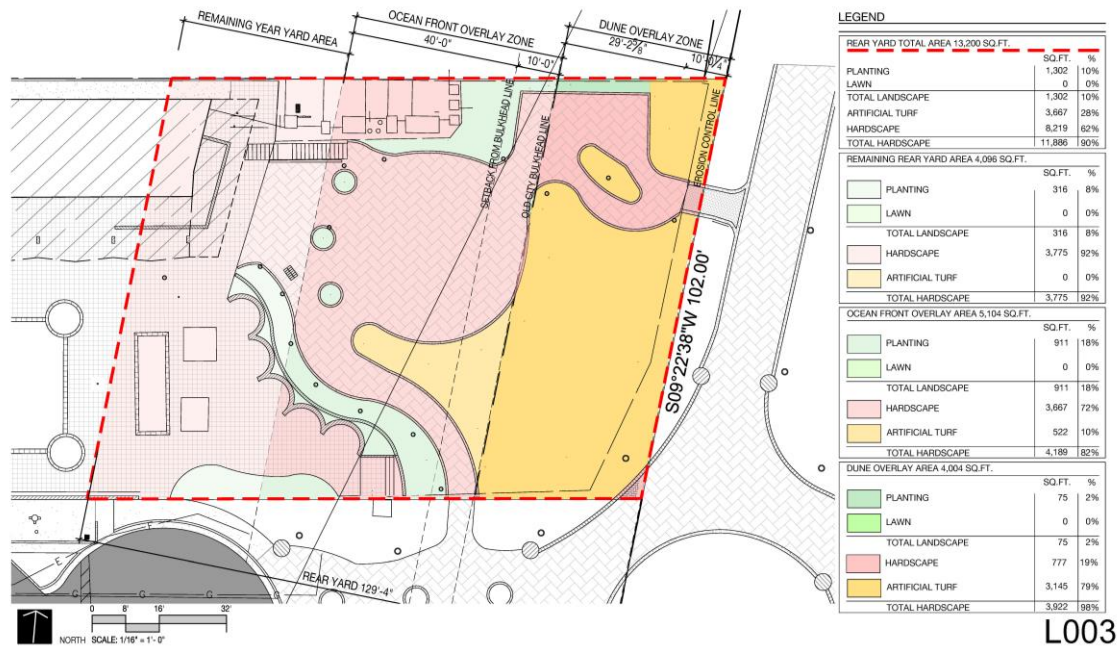 REMAINING YEAR YARD AREA
OCEAN FRONT OVERLAY ZONE
40'-0"
10'-0"
DUNE OVERLAY ZONE
29'-2 5/8"
10'-0 1/4"
SETBACK FROM BULKHEAD LINE
OLD CITY BULKHEAD LINE
EROSION CONTROL LINE
S09°22'38"W 102.00'
REAR YARD 129'-4"
E
F
G G G G
NORTH SCALE: 1/16" = 1'- 0"
0 8' 16' 32'
LEGEND
REAR YARD TOTAL AREA 13,200 SQ.FT.
SQ.FT. %
PLANTING 1,302 10%
LAWN 0 0%
TOTAL LANDSCAPE 1,302 10%
ARTIFICIAL TURF 3,667 28%
HARDSCAPE 8,219 62%
TOTAL HARDSCAPE 11,886 90%
REMAINING REAR YARD AREA 4,096 SQ.FT.
SQ.FT. %
PLANTING 316 8%
LAWN 0 0%
TOTAL LANDSCAPE 316 8%
HARDSCAPE 3,775 92%
ARTIFICIAL TURF 0 0%
TOTAL HARDSCAPE 3,775 92%
OCEAN FRONT OVERLAY AREA 5,104 SQ.FT.
SQ.FT. %
PLANTING 911 18%
LAWN 0 0%
TOTAL LANDSCAPE 911 18%
HARDSCAPE 3,667 72%
ARTIFICIAL TURF 522 10%
TOTAL HARDSCAPE 4,189 82%
DUNE OVERLAY AREA 4,004 SQ.FT.
SQ.FT. %
PLANTING 75 2%
LAWN 0 0%
TOTAL LANDSCAPE 75 2%
HARDSCAPE 777 19%
ARTIFICIAL TURF 3,145 79%
TOTAL HARDSCAPE 3,922 98%
L003